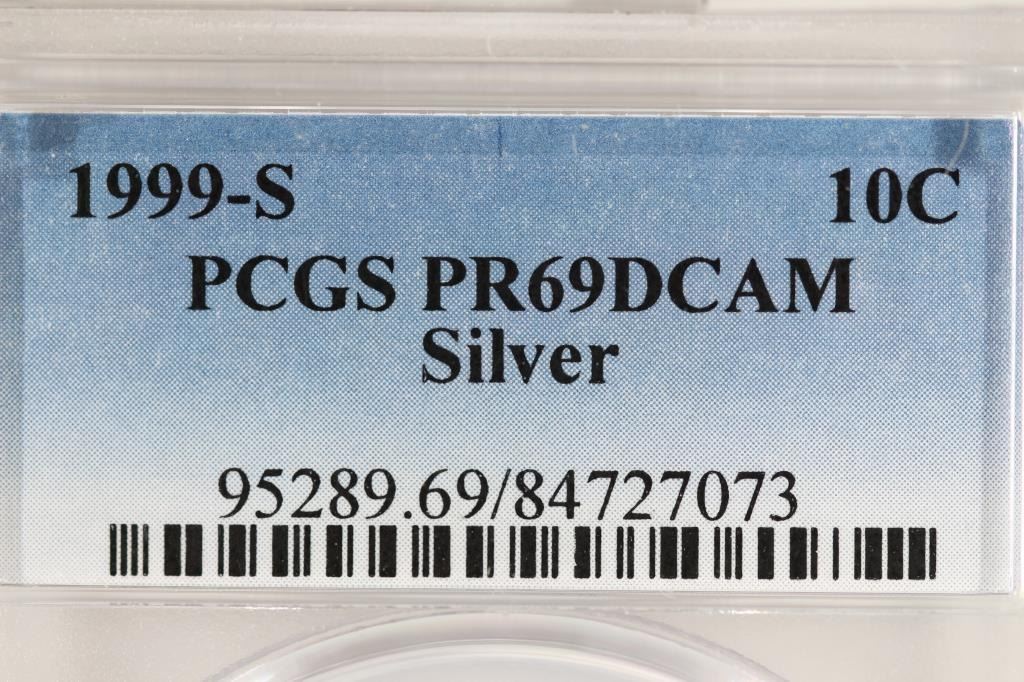 1999-S 10C
PCGS PR69DCAM
Silver
95289.69/84727073